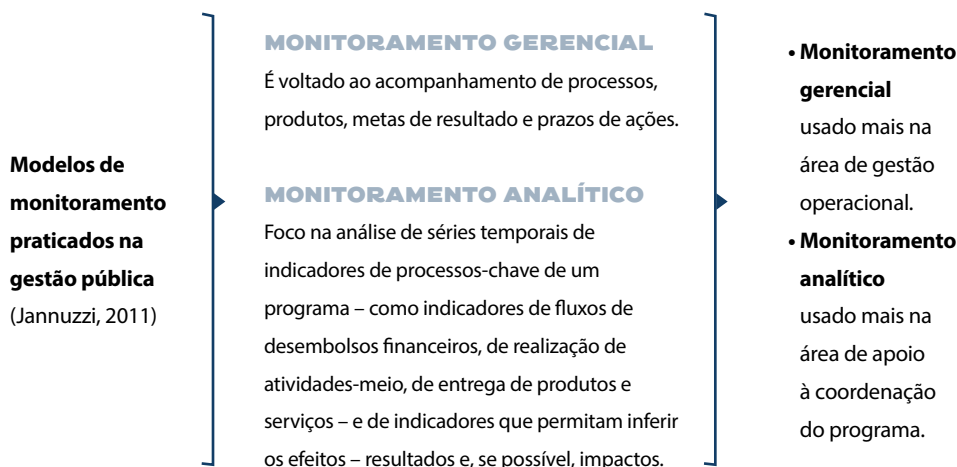 Modelos de
monitoramento
praticados na
gestão pública
(Jannuzzi, 2011)
MONITORAMENTO GERENCIAL
É voltado ao acompanhamento de processos,
produtos, metas de resultado e prazos de ações.
MONITORAMENTO ANALÍTICO
Foco na análise de séries temporais de
indicadores de processos-chave de um
programa – como indicadores de fluxos de
desembolsos financeiros, de realização de
atividades-meio, de entrega de produtos e
serviços – e de indicadores que permitam inferir
os efeitos – resultados e, se possível, impactos.
• Monitoramento
gerencial
usado mais na
área de gestão
operacional.
• Monitoramento
analítico
usado mais na
área de apoio
à coordenação
do programa.